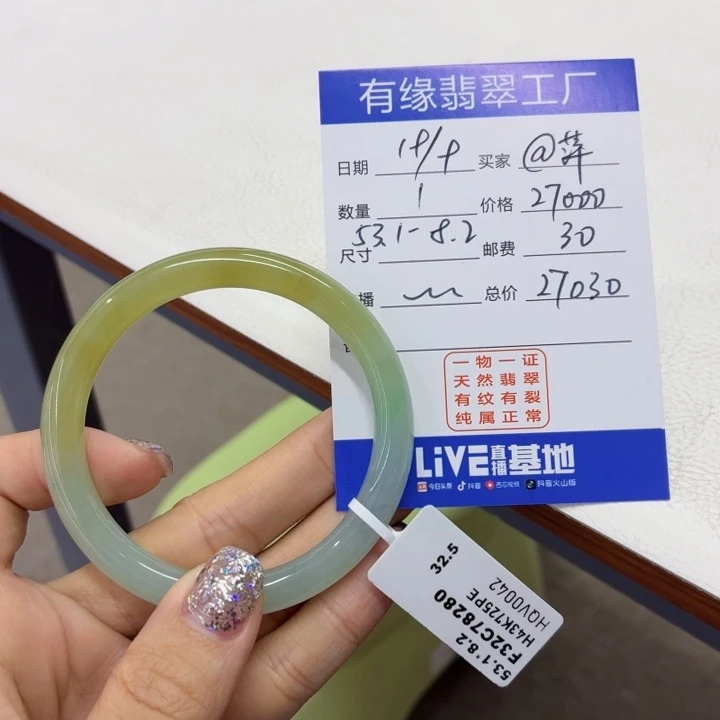 有缘翡翠工厂
日期 买家 @萍
数量 1 价格 27000
尺寸 53.1-8.2 邮费 30
播 总价 27030
一物一证
天然翡翠
有纹有裂
纯属正常
LiVE直播基地
今日头条 抖音 西瓜视频 抖音火山版
32.5
53.1*8.2
F32C78280
H43K725PE
HQV0042